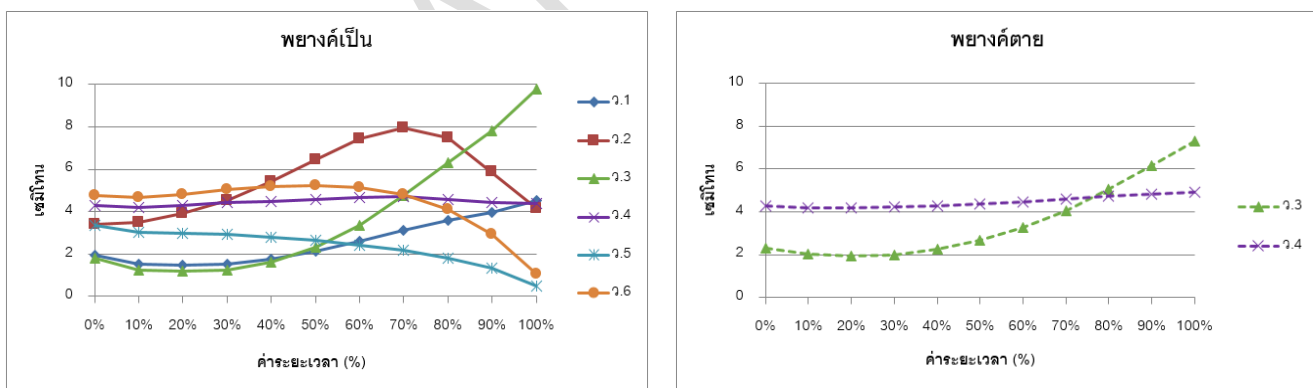 พยางค์เป็น
เซมิโทน
10
8
6
4
2
0
0% 10% 20% 30% 40% 50% 60% 70% 80% 90% 100%
ค่าระยะเวลา (%)
ว.1
ว.2
ว.3
ว.4
ว.5
ว.6
พยางค์ตาย
เซมิโทน
10
8
6
4
2
0
0% 10% 20% 30% 40% 50% 60% 70% 80% 90% 100%
ค่าระยะเวลา (%)
ว.3
ว.4